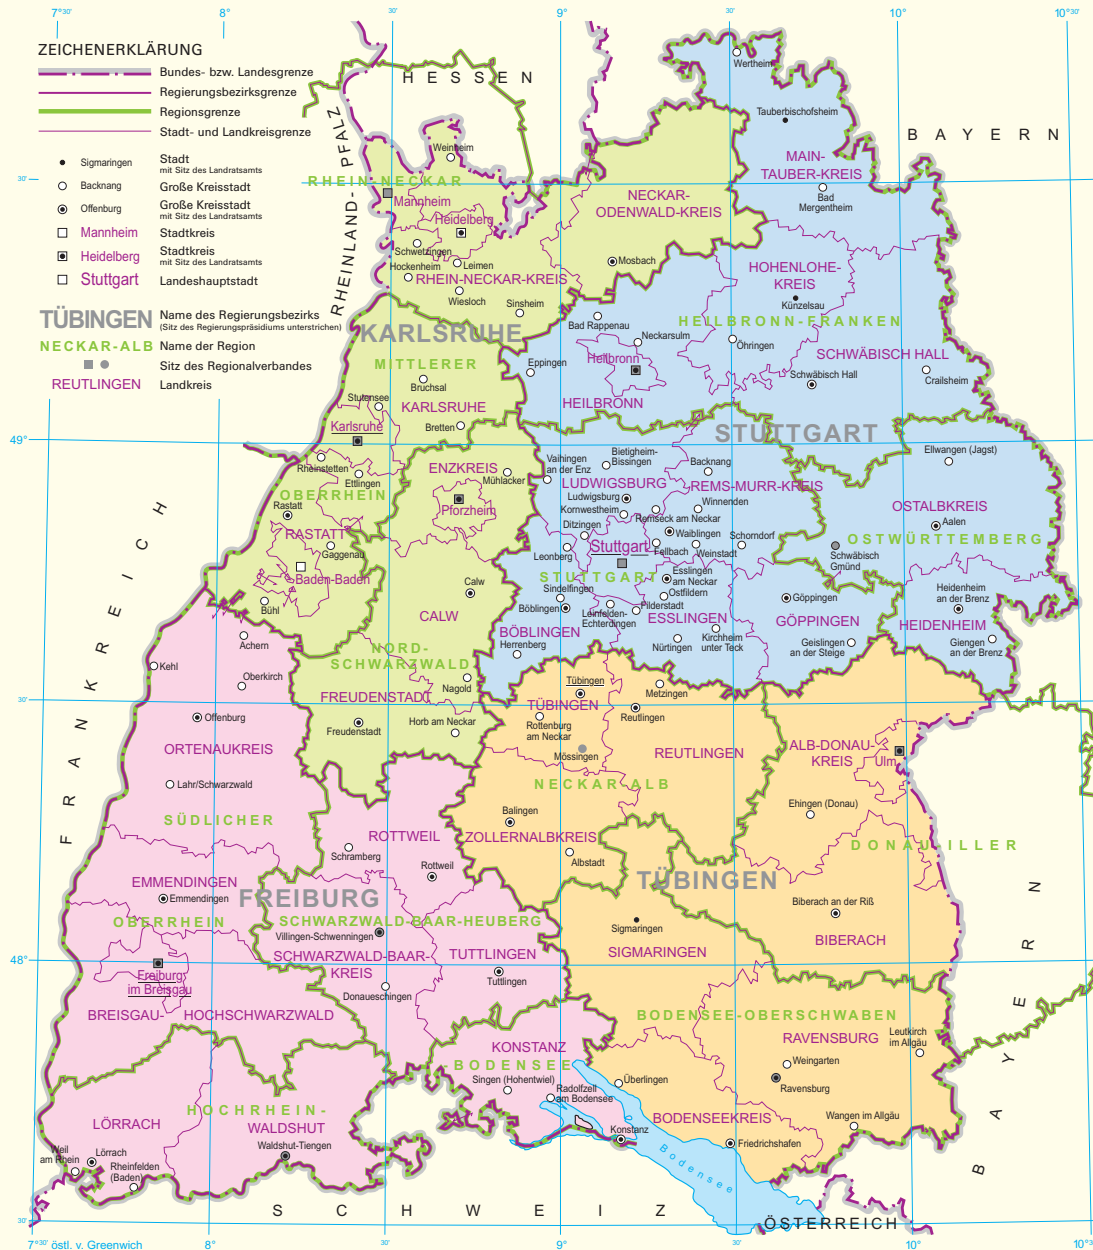 7°30'
8°
30'
9°
30'
10°
10°30'
ZEICHENERKLÄRUNG
Bundes- bzw. Landesgrenze
Regierungsbezirksgrenze
Regionsgrenze
Stadt- und Landkreisgrenze
Sigmaringen
Stadt
mit Sitz des Landratsamts
Backnang
Große Kreisstadt
Offenburg
Große Kreisstadt
mit Sitz des Landratsamts
Mannheim
Stadtkreis
Heidelberg
Stadtkreis
mit Sitz des Landratsamts
Stuttgart
Landeshauptstadt
TÜBINGEN
Name des Regierungsbezirks
(Sitz des Regierungspräsidiums unterstrichen)
NECKAR-ALB
Name der Region
Sitz des Regionalverbandes
REUTLINGEN
Landkreis
HESSEN
RHEINLAND-PFALZ
BAYERN
Wertheim
Tauberbischofsheim
MAIN-
TAUBER-KREIS
Bad
Mergentheim
Weinheim
RHEIN-NECKAR
Mannheim
Heidelberg
Schwetzingen
Leimen
Hockenheim
RHEIN-NECKAR-KREIS
Wiesloch
Sinsheim
NECKAR-
ODENWALD-KREIS
Mosbach
30'
HOHENLOHE-
KREIS
Künzelsau
Bad Rappenau
HEILBRONN-FRANKEN
Neckarsulm
Öhringen
SCHWÄBISCH HALL
Schwäbisch Hall
Crailsheim
Heilbronn
Eppingen
HEILBRONN
KARLSRUHE
MITTLERER
Bruchsal
Stutensee
KARLSRUHE
Karlsruhe
Bretten
49°
Rheinstetten
Ettlingen
OBERRHEIN
Rastatt
RASTATT
Gaggenau
Baden-Baden
Bühl
ENZKREIS
Mühlacker
Pforzheim
Calw
CALW
NORD-
SCHWARZWALD
Nagold
FREUDENSTADT
Freudenstadt
Horb am Neckar
STUTTGART
Vaihingen
an der Enz
Bietigheim-
Bissingen
Backnang
LUDWIGSBURG
REMS-MURR-KREIS
Ludwigsburg
Winnenden
Kornwestheim
Remseck am Neckar
Ditzingen
Waiblingen
Schorndorf
Stuttgart
Fellbach
Weinstadt
Leonberg
STUTTGART
Esslingen
am Neckar
Ostfildern
Sindelfingen
Böblingen
Filderstadt
Leinfelden-
Echterdingen
ESSLINGEN
BÖBLINGEN
Herrenberg
Nürtingen
Kirchheim
unter Teck
Göppingen
GÖPPINGEN
Geislingen
an der Steige
Ellwangen (Jagst)
OSTALBKREIS
Aalen
OSTWÜRTTEMBERG
Schwäbisch
Gmünd
Heidenheim
an der Brenz
HEIDENHEIM
Giengen
an der Brenz
FRANKREICH
Achern
Kehl
Oberkirch
Offenburg
ORTENAUKREIS
Lahr/Schwarzwald
SÜDLICHER
30'
Tübingen
TÜBINGEN
Metzingen
Rottenburg
am Neckar
Reutlingen
Mössingen
REUTLINGEN
NECKAR-ALB
Balingen
ZOLLERNALBKREIS
Albstadt
ALB-DONAU-
KREIS
Ulm
Ehingen (Donau)
DONAU-ILLER
TÜBINGEN
Biberach an der Riß
BIBERACH
Sigmaringen
SIGMARINGEN
ROTTWEIL
Schramberg
Rottweil
EMMENDINGEN
Emmendingen
FREIBURG
OBERRHEIN
SCHWARZWALD-BAAR-HEUBERG
Villingen-Schwenningen
SCHWARZWALD-BAAR-
KREIS
TUTTLINGEN
Tuttlingen
Donaueschingen
48°
Freiburg
im Breisgau
BREISGAU-
HOCHSCHWARZWALD
KONSTANZ
BODENSEE-OBERSCHWABEN
BODENSEE
RAVENSBURG
Leutkirch
im Allgäu
Weingarten
Ravensburg
Wangen im Allgäu
Singen (Hohentwiel)
Radolfzell
am Bodensee
Überlingen
BODENSEEKREIS
Konstanz
Friedrichshafen
Bodensee
HOCHRHEIN-
WALDSHUT
LÖRRACH
Waldshut-Tiengen
Weil
am Rhein
Lörrach
Rheinfelden
(Baden)
BAYERN
SCHWEIZ
ÖSTERREICH
30'
7°30'
östl. v. Greenwich
8°
30'
9°
30'
10°
10°30'